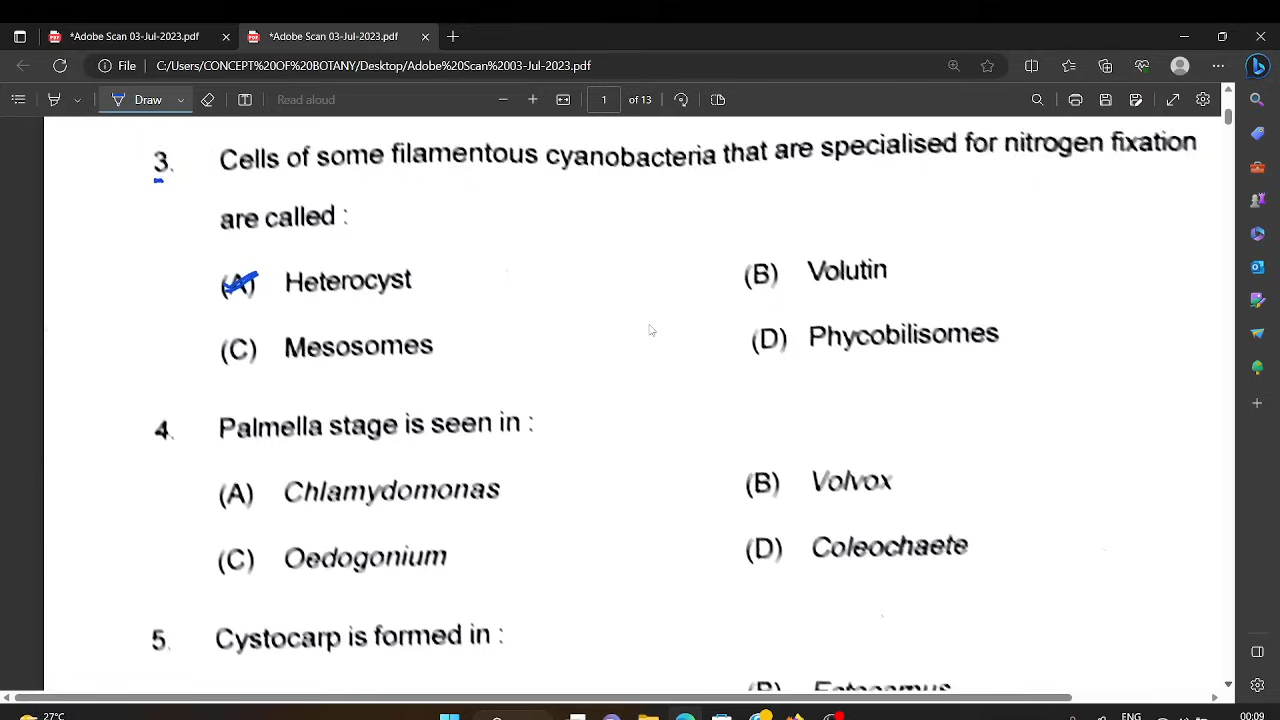 *Adobe Scan 03-Jul-2023.pdf
*Adobe Scan 03-Jul-2023.pdf
File
C:/Users/CONCEPT%20OF%20BOTANY/Desktop/Adobe%20Scan%2003-Jul-2023.pdf
Draw
Read aloud
1 of 13
3. Cells of some filamentous cyanobacteria that are specialised for nitrogen fixation
are called :
(A) Heterocyst (B) Volutin
(C) Mesosomes (D) Phycobilisomes
4. Palmella stage is seen in :
(A) Chlamydomonas (B) Volvox
(C) Oedogonium (D) Coleochaete
5. Cystocarp is formed in :
27°C
00:09